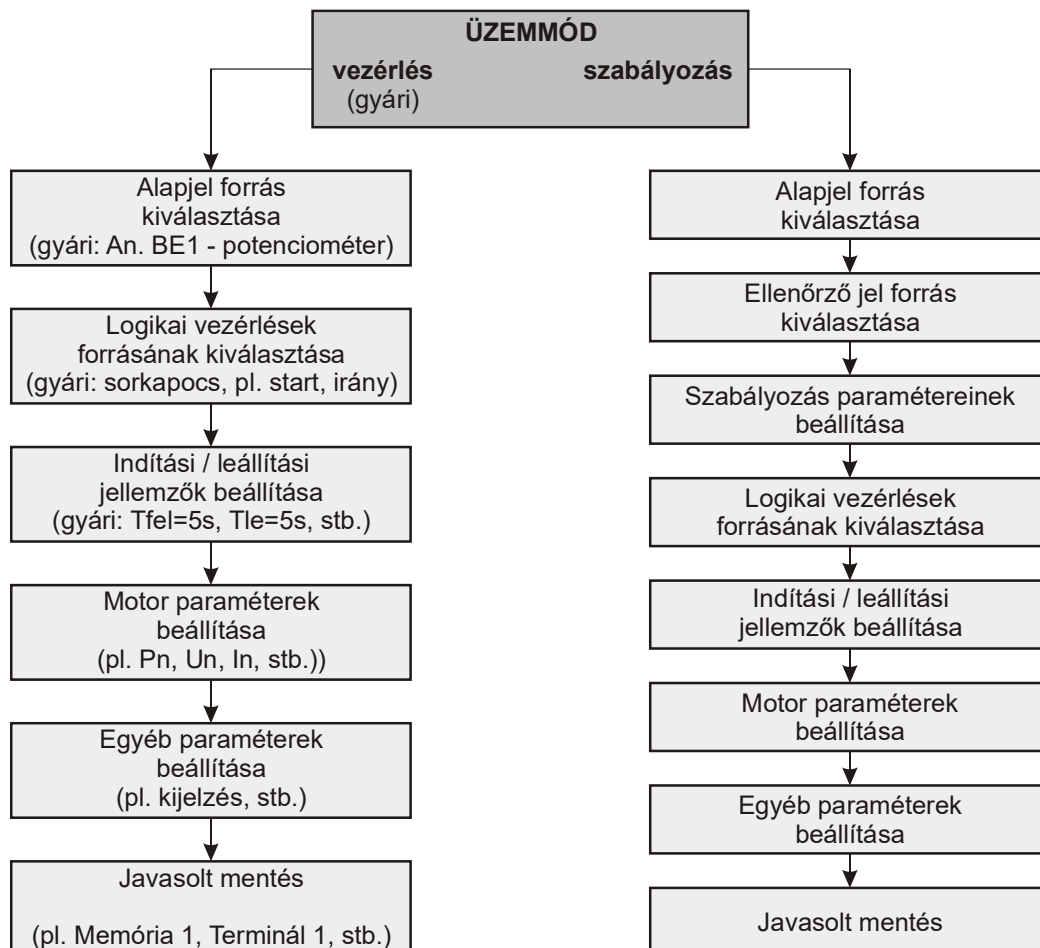 ÜZEMMÓD
vezérlés szabályozás
(gyári)
Alapjel forrás
kiválasztása
(gyári: An. BE1 - potenciométer)
Logikai vezérlések
forrásának kiválasztása
(gyári: sorkapocs, pl. start, irány)
Indítási / leállítási
jellemzők beállítása
(gyári: Tfel=5s, Tle=5s, stb.)
Motor paraméterek
beállítása
(pl. Pn, Un, In, stb.))
Egyéb paraméterek
beállítása
(pl. kijelzés, stb.)
Javasolt mentés
(pl. Memória 1, Terminál 1, stb.)
Alapjel forrás
kiválasztása
Ellenőrző jel forrás
kiválasztása
Szabályozás paramétereinek
beállítása
Logikai vezérlések
forrásának kiválasztása
Indítási / leállítási
jellemzők beállítása
Motor paraméterek
beállítása
Egyéb paraméterek
beállítása
Javasolt mentés